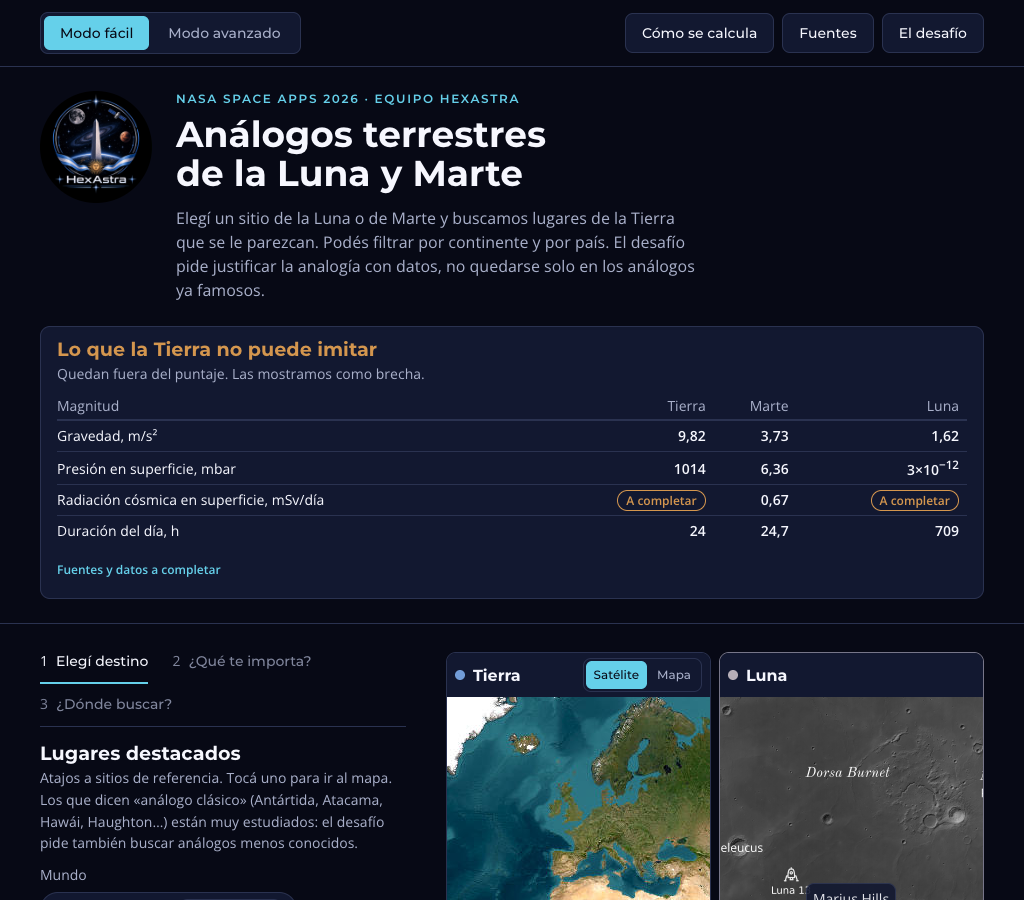 Modo fácil
Modo avanzado
Cómo se calcula
Fuentes
El desafío
HexAstra
NASA SPACE APPS 2026 · EQUIPO HEXASTRA
Análogos terrestres
de la Luna y Marte
Elegí un sitio de la Luna o de Marte y buscamos lugares de la Tierra
que se le parezcan. Podés filtrar por continente y por país. El desafío
pide justificar la analogía con datos, no quedarse solo en los análogos
ya famosos.
Lo que la Tierra no puede imitar
Quedan fuera del puntaje. Las mostramos como brecha.
Magnitud Tierra Marte Luna
Gravedad, m/s² 9,82 3,73 1,62
Presión en superficie, mbar 1014 6,36 3×10⁻¹²
Radiación cósmica en superficie, mSv/día A completar 0,67 A completar
Duración del día, h 24 24,7 709
Fuentes y datos a completar
1 Elegí destino
2 ¿Qué te importa?
3 ¿Dónde buscar?
Lugares destacados
Atajos a sitios de referencia. Tocá uno para ir al mapa.
Los que dicen «análogo clásico» (Antártida, Atacama,
Hawái, Haughton...) están muy estudiados: el desafío
pide también buscar análogos menos conocidos.
Mundo
Tierra
Satélite
Mapa
Luna
Dorsa Burnet
eleucus
Luna 1
Marius Hills